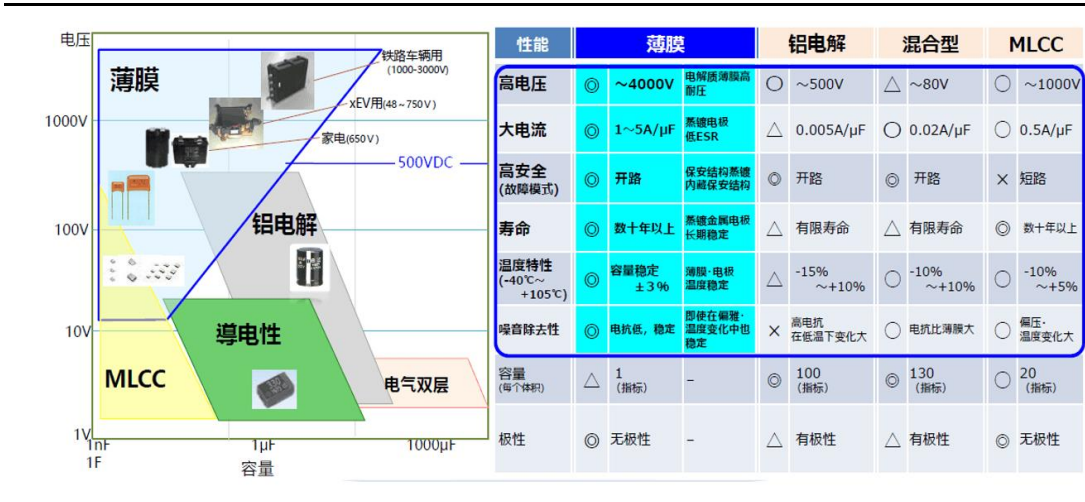 电压
薄膜
铁路车辆用
(1000-3000V)
xEV用(48~750V)
家电(650V)
500VDC
1000V
100V
10V
1V
铝电解
導电性
MLCC
电气双层
1nF
1μF
1000μF
1F
容量
性能 薄膜 铝电解 混合型 MLCC
高电压 ◎ ~4000V 电解质薄膜高
耐压 ○ ~500V △ ~80V ○ ~1000V
大电流 ◎ 1~5A/μF 蒸镀电极
低ESR △ 0.005A/μF ○ 0.02A/μF ○ 0.5A/μF
高安全
(故障模式) ◎ 开路 保安结构蒸镀
内藏保安结构 ◎ 开路 ◎ 开路 × 短路
寿命 ◎ 数十年以上 蒸镀金属电极
长期稳定 △ 有限寿命 △ 有限寿命 ◎ 数十年以上
温度特性
(-40℃~
+105℃) ◎ 容量稳定
±3% 薄膜·电极
温度稳定 △ -15%
~+10% ○ -10%
~+10% ○ -10%
~+5%
噪音除去性 ◎ 电抗低，稳定 即使在偏雅·
温度变化中也
稳定 × 高电抗
在低温下变化大 ○ 电抗比薄膜大 ○ 偏压·
温度变化大
容量
(每个体积) △ 1
(指标) – ◎ 100
(指标) ◎ 130
(指标) ○ 20
(指标)
极性 ◎ 无极性 – △ 有极性 △ 有极性 ◎ 无极性